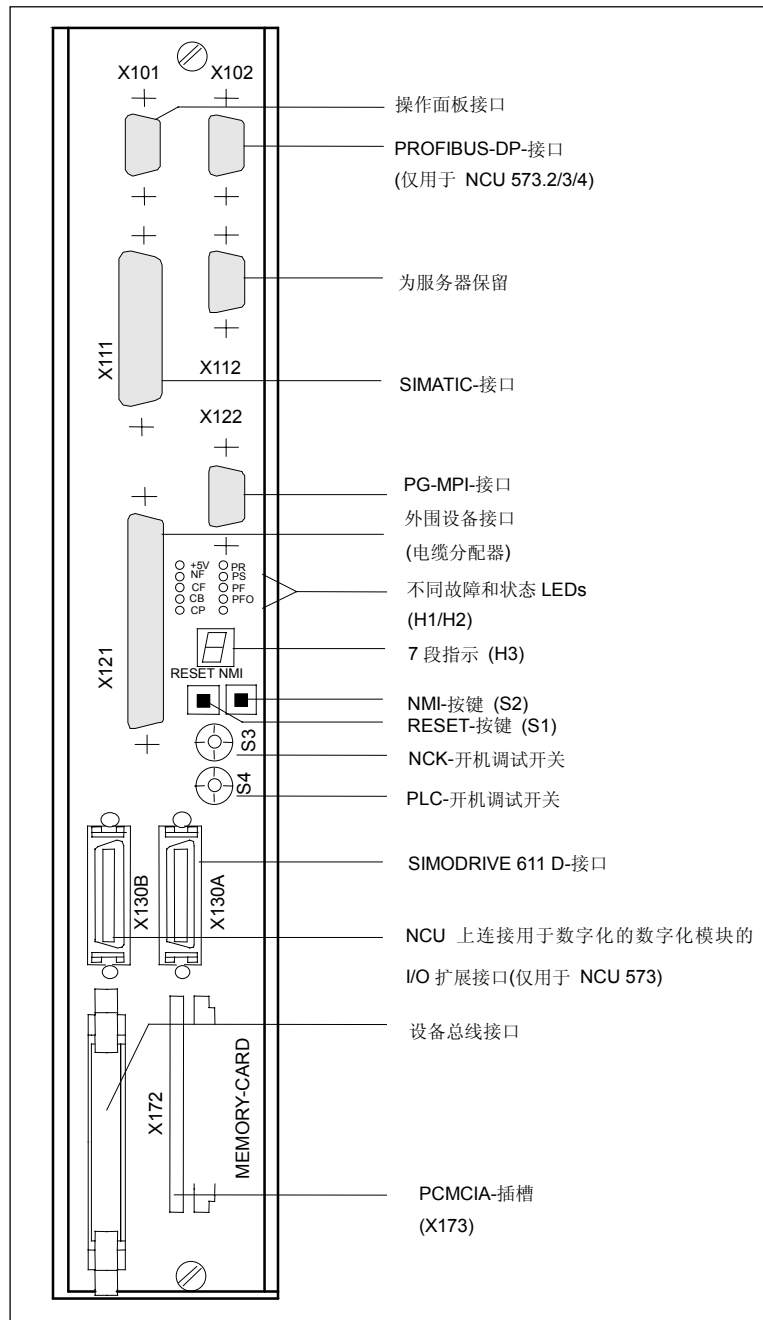 X101 X102
操作面板接口
PROFIBUS-DP-接口
(仅用于 NCU 573.2/3/4)
为服务器保留
X111
X112
SIMATIC-接口
X122
PG-MPI-接口
外围设备接口
(电缆分配器)
+5V PR
NF PS
CF PF
CB PFO
CP
不同故障和状态 LEDs
(H1/H2)
7 段指示 (H3)
X121
RESET NMI
NMI-按键 (S2)
RESET-按键 (S1)
S3
NCK-开机调试开关
S4
PLC-开机调试开关
X130B
X130A
SIMODRIVE 611 D-接口
NCU 上连接用于数字化的数字化模块的
I/O 扩展接口(仅用于 NCU 573)
设备总线接口
X172
MEMORY-CARD
PCMCIA-插槽
(X173)